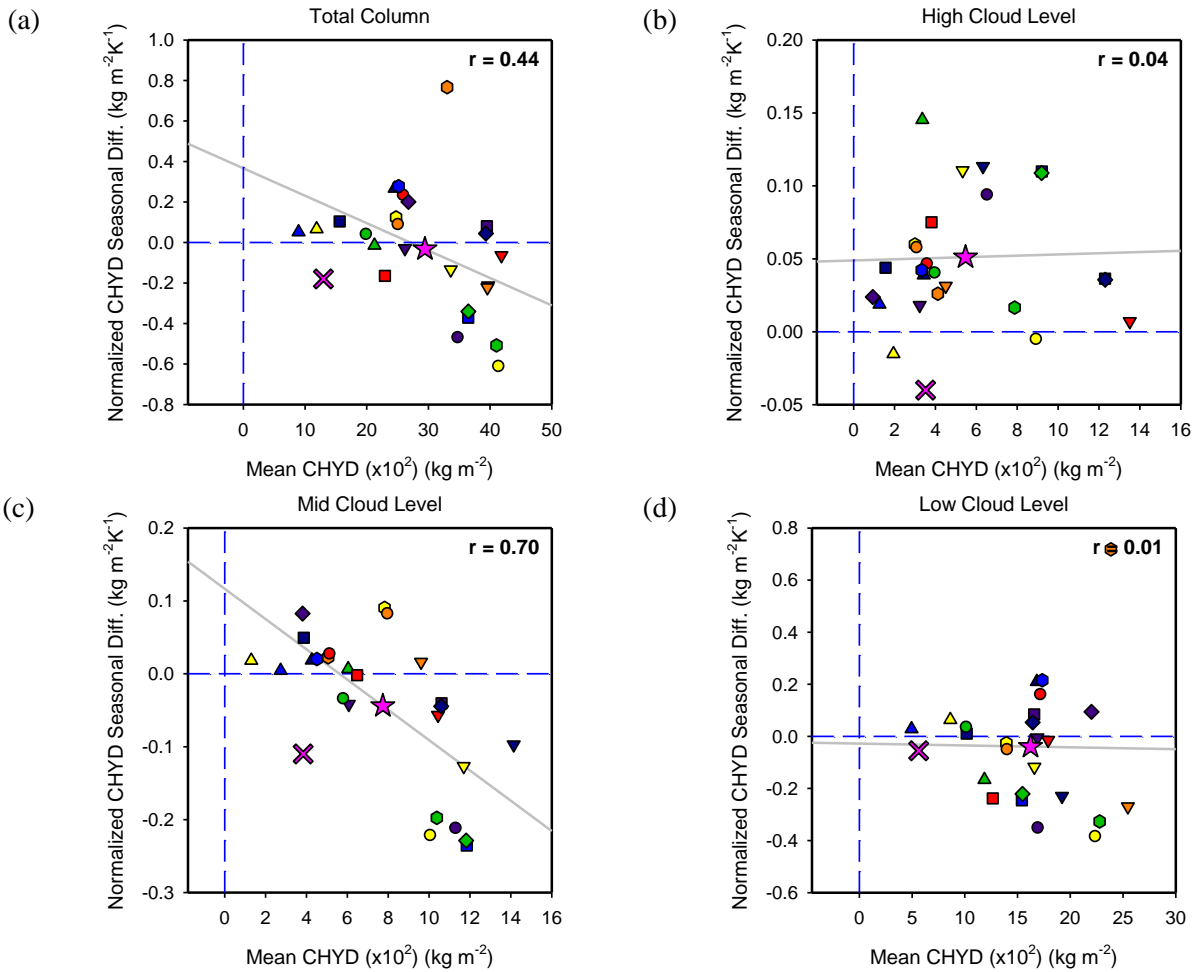 (a)
Total Column
r = 0.44
Normalized CHYD Seasonal Diff. (kg m⁻²K⁻¹)
1.0
0.8
0.6
0.4
0.2
0.0
-0.2
-0.4
-0.6
-0.8
0 10 20 30 40 50
Mean CHYD (x10²) (kg m⁻²)
(b)
High Cloud Level
r = 0.04
Normalized CHYD Seasonal Diff. (kg m⁻²K⁻¹)
0.20
0.15
0.10
0.05
0.00
-0.05
0 2 4 6 8 10 12 14 16
Mean CHYD (x10²) (kg m⁻²)
(c)
Mid Cloud Level
r = 0.70
Normalized CHYD Seasonal Diff. (kg m⁻²K⁻¹)
0.2
0.1
0.0
-0.1
-0.2
-0.3
0 2 4 6 8 10 12 14 16
Mean CHYD (x10²) (kg m⁻²)
(d)
Low Cloud Level
r = 0.01
Normalized CHYD Seasonal Diff. (kg m⁻²K⁻¹)
0.8
0.6
0.4
0.2
0.0
-0.2
-0.4
-0.6
0 5 10 15 20 25 30
Mean CHYD (x10²) (kg m⁻²)